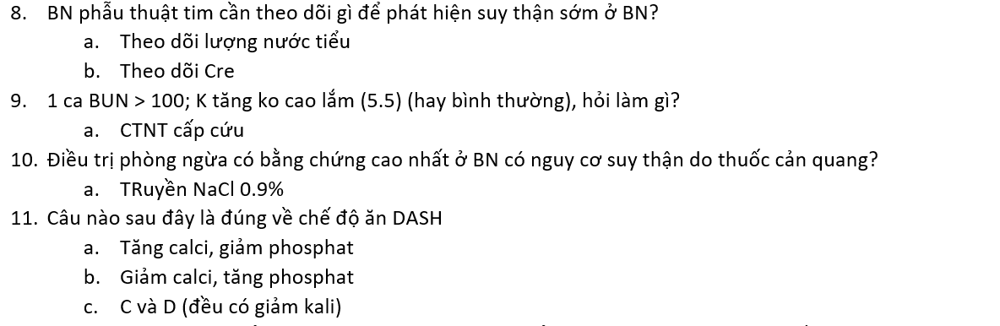 8. BN phẫu thuật tim cần theo dõi gì để phát hiện suy thận sớm ở BN?
a. Theo dõi lượng nước tiểu
b. Theo dõi Cre
9. 1 ca BUN > 100; K tăng ko cao lắm (5.5) (hay bình thường), hỏi làm gì?
a. CTNT cấp cứu
10. Điều trị phòng ngừa có bằng chứng cao nhất ở BN có nguy cơ suy thận do thuốc cản quang?
a. TRuyền NaCl 0.9%
11. Câu nào sau đây là đúng về chế độ ăn DASH
a. Tăng calci, giảm phosphat
b. Giảm calci, tăng phosphat
c. C và D (đều có giảm kali)